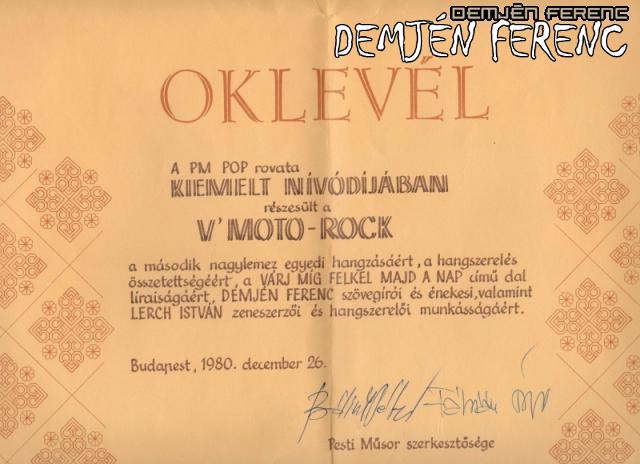 DEMJÉN FERENC
DEMJÉN FERENC
OKLEVÉL
A PM POP rovata
KIEMELT NÍVÓDÍJÁBAN
részesült a
V'MOTO-ROCK
a második nagylemez egyedi hangzásáért, a hangszerelés
összetettségéért, a VÁRJ MÍG FELKEL MAJD A NAP című dal
líraiságáért, DEMJÉN FERENC szövegírói és énekesi, valamint
LERCH ISTVÁN zeneszerzői és hangszerelői munkásságáért.
Budapest, 1980. december 26.
Pesti Műsor szerkesztősége